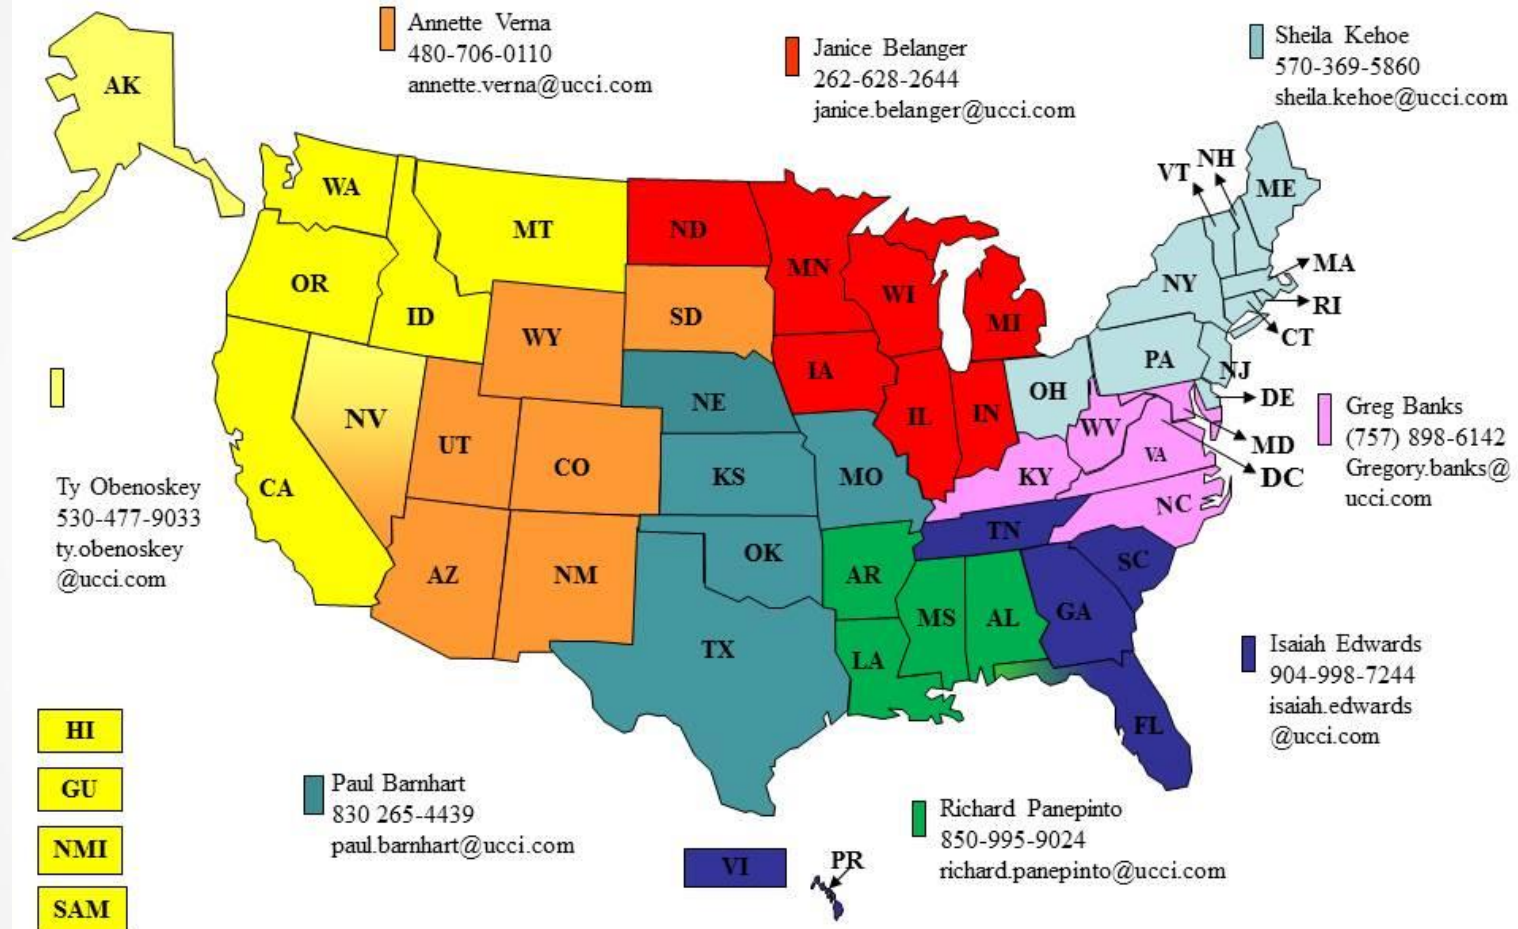 Annette Verna
480-706-0110
annette.verna@ucci.com
Janice Belanger
262-628-2644
janice.belanger@ucci.com
Sheila Kehoe
570-369-5860
sheila.kehoe@ucci.com
AK
WA
MT
ND
MN
OR
ID
WY
SD
WI
MI
VT
NH
ME
NY
MA
RI
CT
PA
NJ
OH
DE
MD
DC
IA
NE
IL
IN
WV
VA
KY
NC
NV
UT
CO
KS
MO
CA
TN
SC
AZ
NM
OK
AR
MS
AL
GA
TX
LA
FL
Ty Obenoskey
530-477-9033
ty.obenoskey
@ucci.com
Greg Banks
(757) 898-6142
Gregory.banks@
ucci.com
Isaiah Edwards
904-998-7244
isaiah.edwards
@ucci.com
HI
GU
NMI
SAM
Paul Barnhart
830 265-4439
paul.barnhart@ucci.com
Richard Panepinto
850-995-9024
richard.panepinto@ucci.com
VI
PR